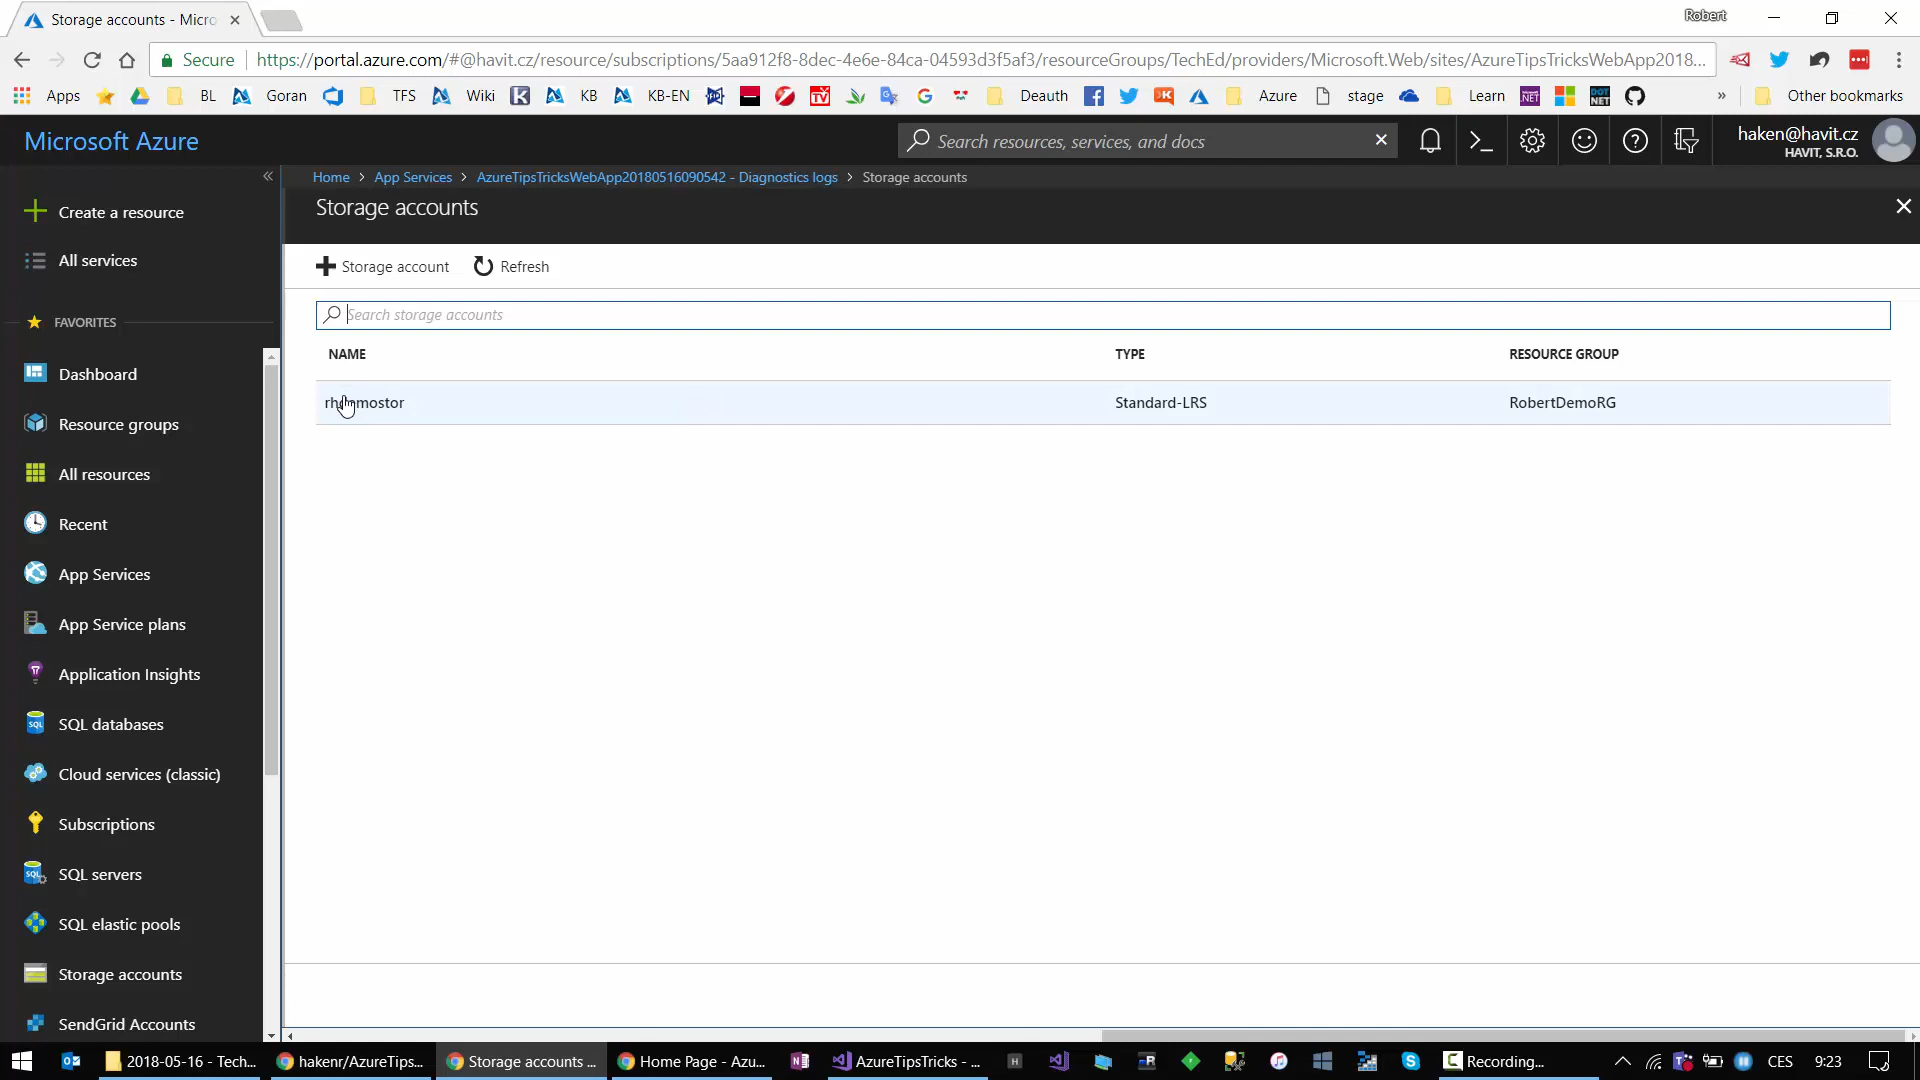 Storage accounts - Micro
Robert
Secure
https://portal.azure.com/#@havit.cz/resource/subscriptions/5aa912f8-8dec-4e6e-84ca-04593d3f5af3/resourceGroups/TechEd/providers/Microsoft.Web/sites/AzureTipsTricksWebApp2018...
Apps BL Goran TFS Wiki KB KB-EN Deauth Azure stage Learn » Other bookmarks
Microsoft Azure
Search resources, services, and docs
haken@havit.cz
HAVIT, S.R.O.
Home > App Services > AzureTipsTricksWebApp20180516090542 - Diagnostics logs > Storage accounts
Storage accounts
Storage account
Refresh
Search storage accounts
NAME TYPE RESOURCE GROUP
Standard-LRS RobertDemoRG
«
Create a resource
All services
FAVORITES
Dashboard
Resource groups
All resources
Recent
App Services
App Service plans
Application Insights
SQL databases
Cloud services (classic)
Subscriptions
SQL servers
SQL elastic pools
Storage accounts
SendGrid Accounts
2018-05-16 - Tech... hakenr/AzureTips... Storage accounts ... Home Page - Azu... AzureTipsTricks - ... Recording... CES 9:23